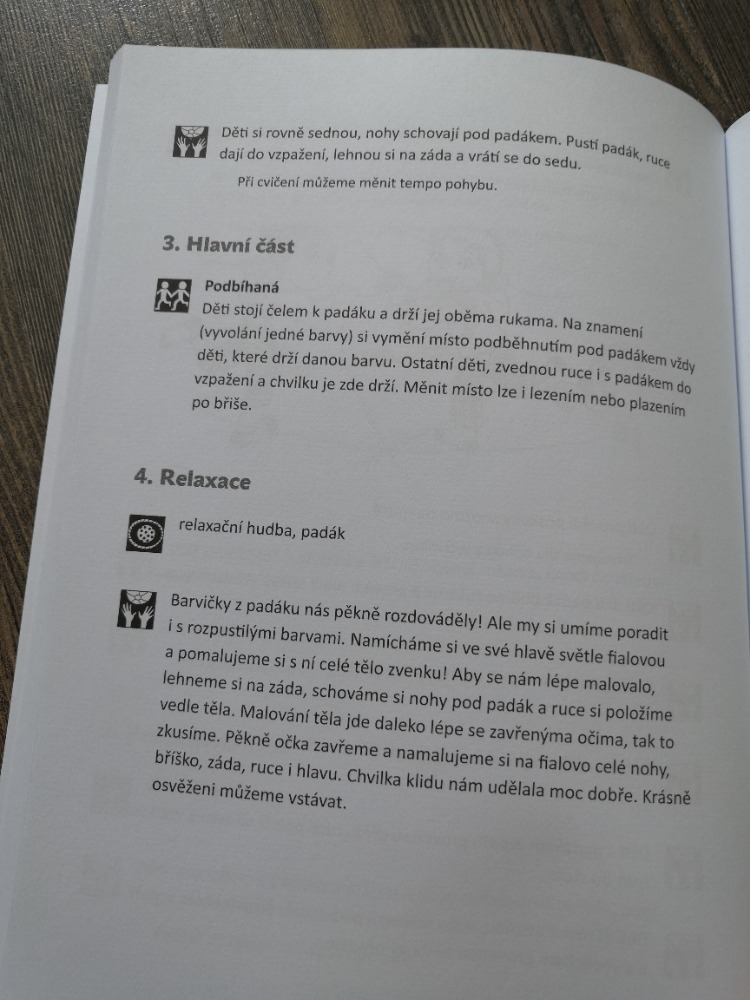 Děti si rovně sednou, nohy schovají pod padákem. Pustí padák, ruce
dají do vzpažení, lehnou si na záda a vrátí se do sedu.
Při cvičení můžeme měnit tempo pohybu.
3. Hlavní část
Podbíhaná
Děti stojí čelem k padáku a drží jej oběma rukama. Na znamení
(vyvolání jedné barvy) si vymění místo podběhnutím pod padákem vždy
děti, které drží danou barvu. Ostatní děti, zvednou ruce i s padákem do
vzpažení a chvilku je zde drží. Měnit místo lze i lezením nebo plazením
po břiše.
4. Relaxace
relaxační hudba, padák
Barvičky z padáku nás pěkně rozdováděly! Ale my si umíme poradit
i s rozpustilými barvami. Namícháme si ve své hlavě světle fialovou
a pomalujeme si s ní celé tělo zvenku! Aby se nám lépe malovalo,
lehneme si na záda, schováme si nohy pod padák a ruce si položíme
vedle těla. Malování těla jde daleko lépe se zavřenýma očima, tak to
zkusíme. Pěkně očka zavřeme a namalujeme si na fialovo celé nohy,
bříško, záda, ruce i hlavu. Chvilka klidu nám udělala moc dobře. Krásně
osvěženi můžeme vstávat.